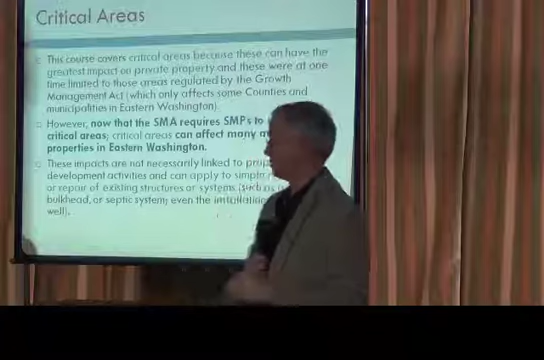 Critical Areas
This course covers critical areas because these can have the
greatest impact on private property and these were at one
time limited to those areas regulated by the Growth
Management Act (which only affects some Counties and
municipalities in Eastern Washington).
However, now that the SMA requires SMPs to
critical areas; critical areas can affect many
properties in Eastern Washington.
These impacts are not necessarily linked to
development activities and can apply to simple
or repair of existing structures or systems (such as
bulkhead, or septic system; even the installation
well).